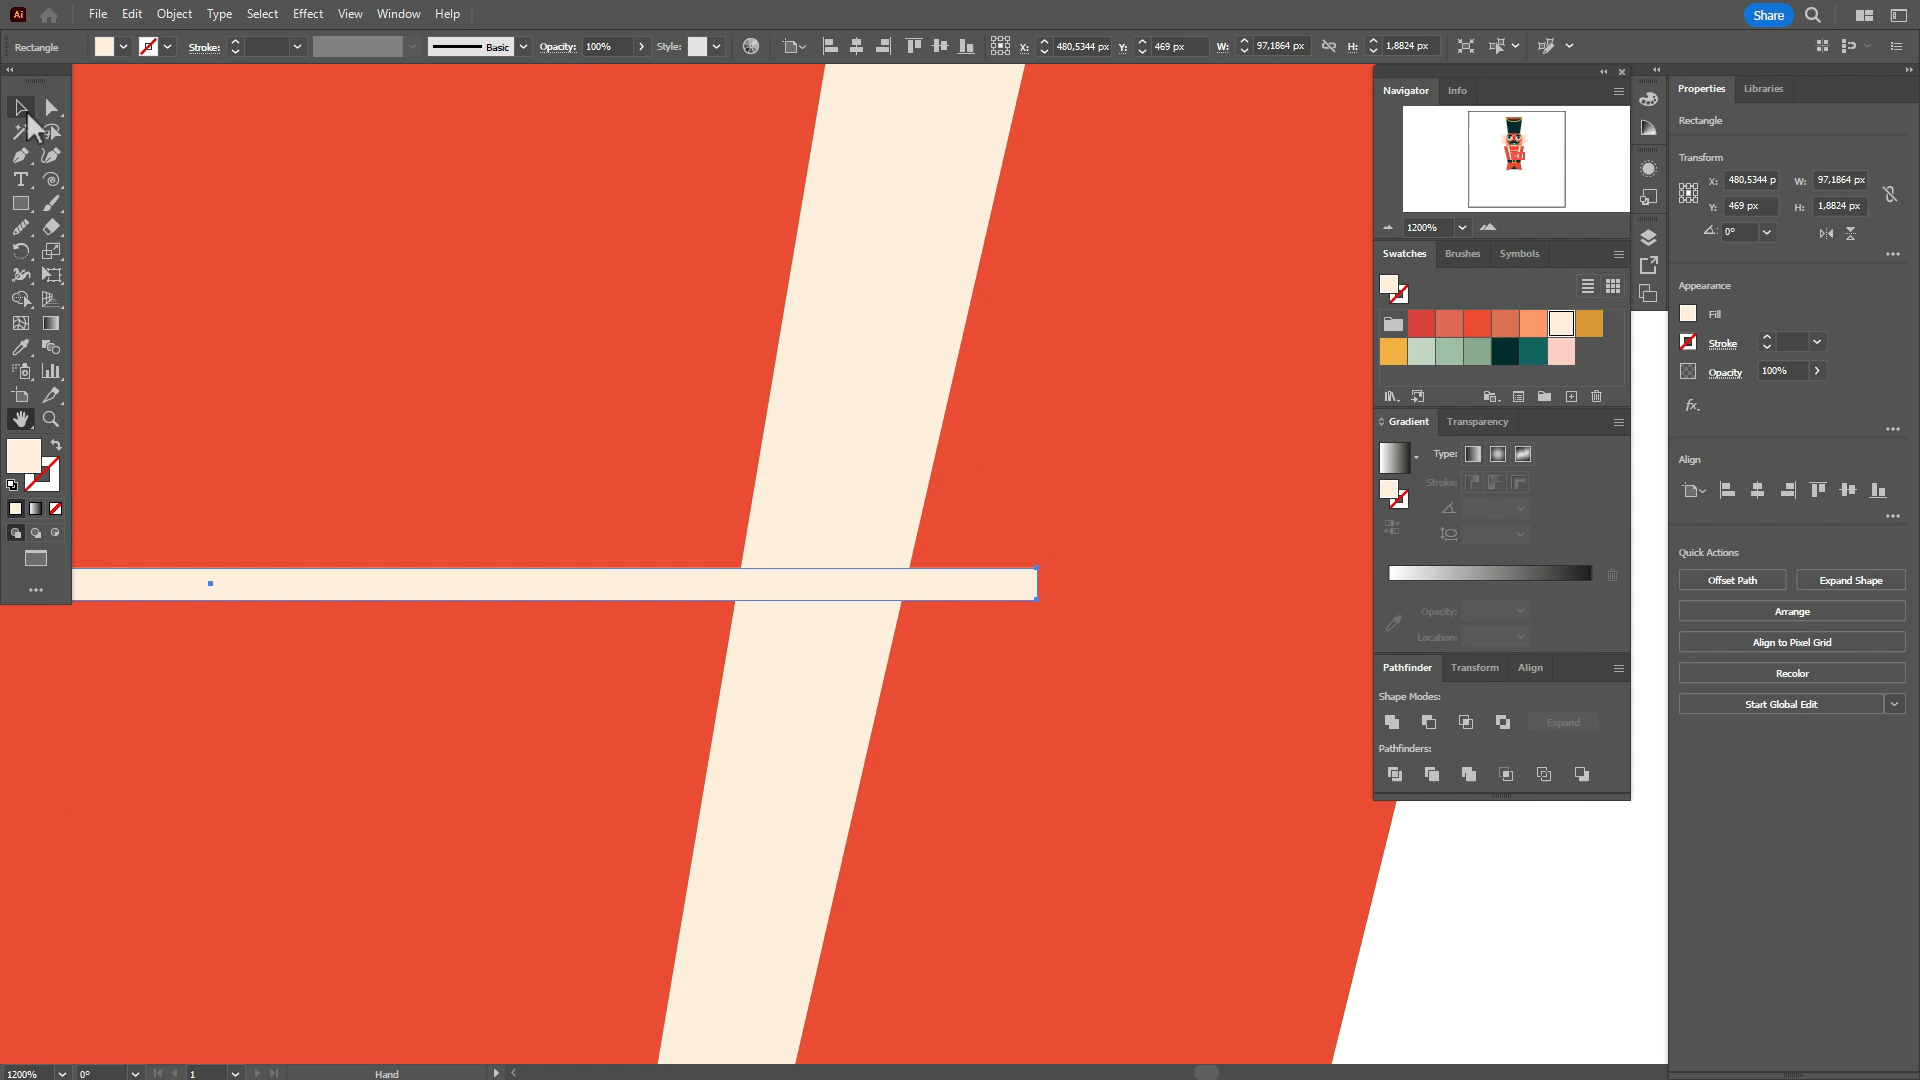 Ai File Edit Object Type Select Effect View Window Help Share
Rectangle Stroke: Basic Opacity: 100% Style: X: 480,5344 px Y: 469 px W: 97,1864 px H: 1,8824 px
Navigator Info
1200%
Swatches Brushes Symbols
Gradient Transparency
Type:
Stroke:
Opacity:
Location:
Pathfinder Transform Align
Shape Modes:
Expand
Pathfinders:
Properties Libraries
Rectangle
Transform
X: 480,5344 p W: 97,1864 px
Y: 469 px H: 1,8824 px
0°
Appearance
Fill
Stroke
Opacity 100%
fx.
Align
Quick Actions
Offset Path Expand Shape
Arrange
Align to Pixel Grid
Recolor
Start Global Edit
1200% 0° 1 Hand